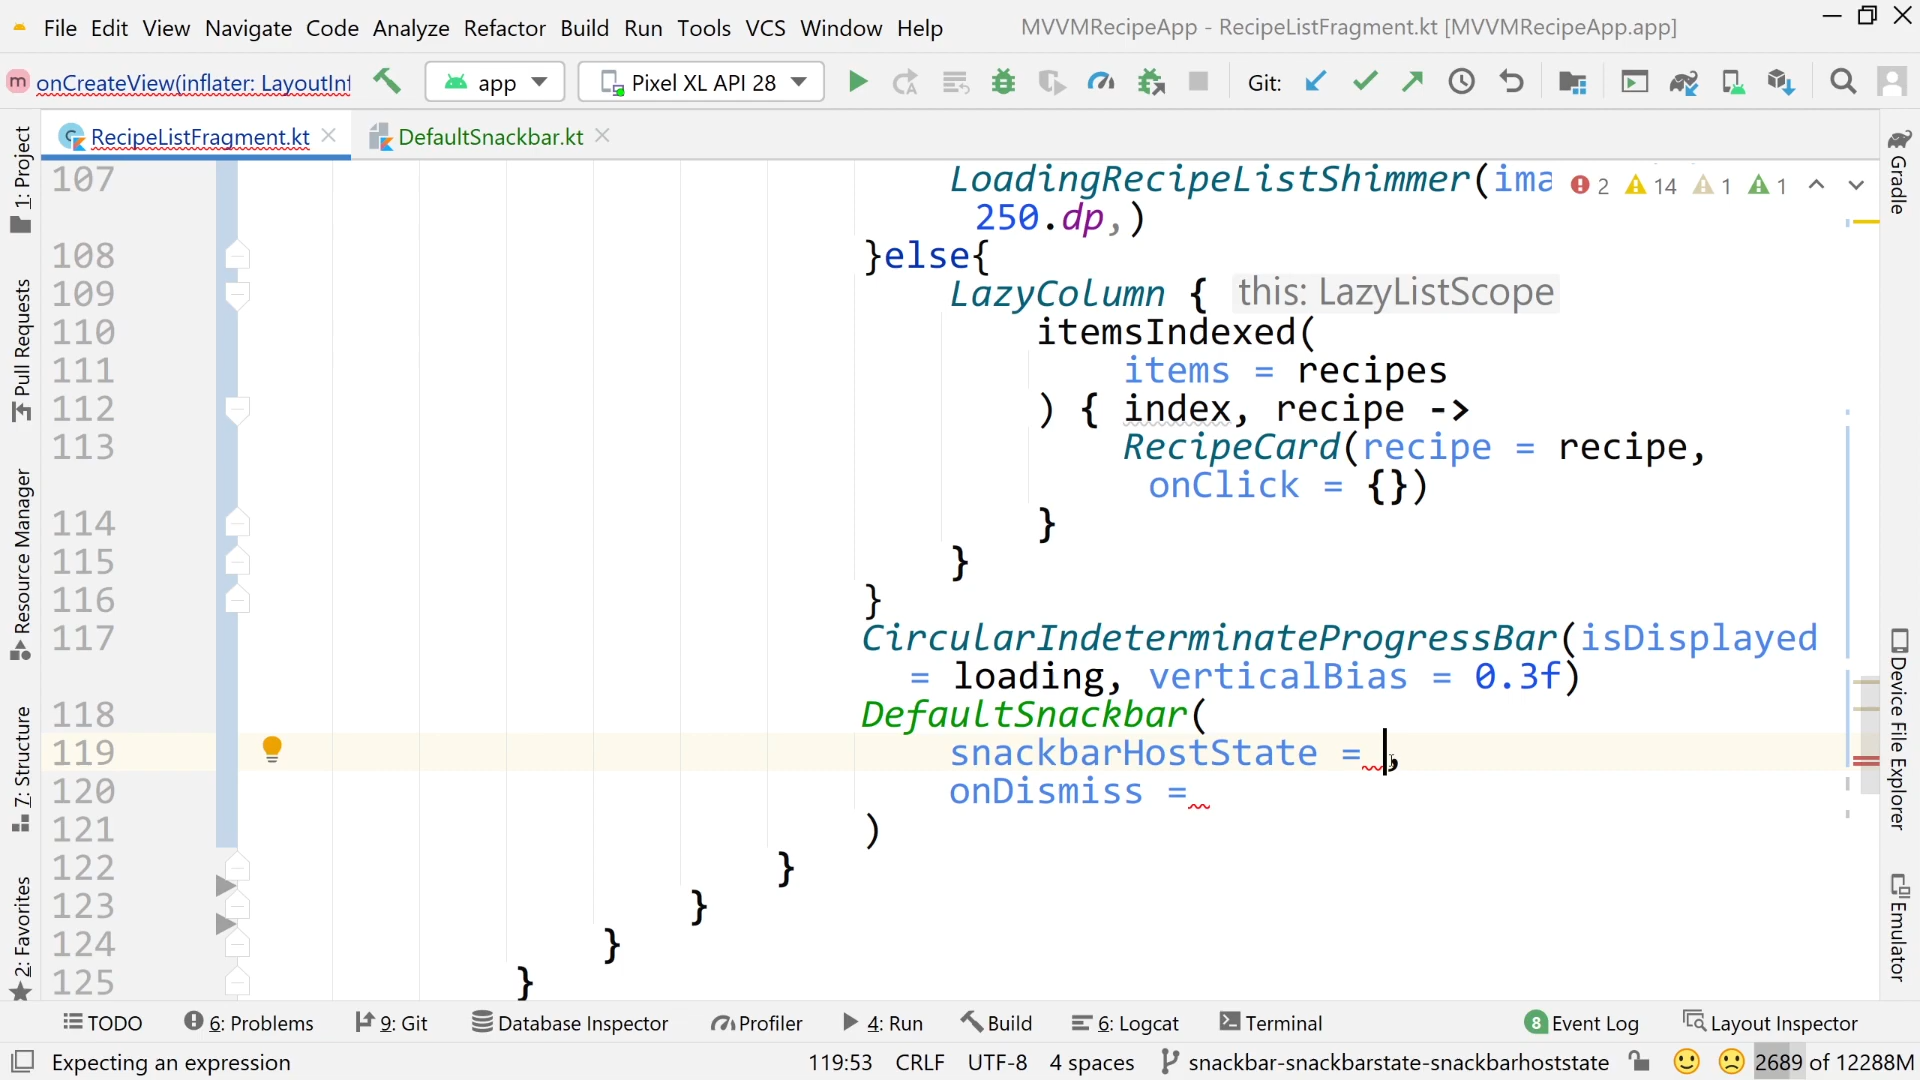 File Edit View Navigate Code Analyze Refactor Build Run Tools VCS Window Help MVVMRecipeApp - RecipeListFragment.kt [MVVMRecipeApp.app]
m onCreateView(inflater: LayoutInf app Pixel XL API 28 Git:
RecipeListFragment.kt DefaultSnackbar.kt
1: Project
Pull Requests
Resource Manager
7: Structure
2: Favorites
107 LoadingRecipeListShimmer(ima 2 14 1 1
250.dp,)
108 }else{
109 LazyColumn { this: LazyListScope
110 itemsIndexed(
111 items = recipes
112 ) { index, recipe ->
113 RecipeCard(recipe = recipe,
onClick = {})
114 }
115 }
116 }
117 CircularIndeterminateProgressBar(isDisplayed
= loading, verticalBias = 0.3f)
118 DefaultSnackbar(
119 snackbarHostState = ,
120 onDismiss =
121 )
122 }
123 }
124 }
125 }
Gradle
Device File Explorer
Emulator
TODO 6: Problems 9: Git Database Inspector Profiler 4: Run Build 6: Logcat Terminal 8 Event Log Layout Inspector
Expecting an expression 119:53 CRLF UTF-8 4 spaces snackbar-snackbarstate-snackbarhoststate 2689 of 12288M